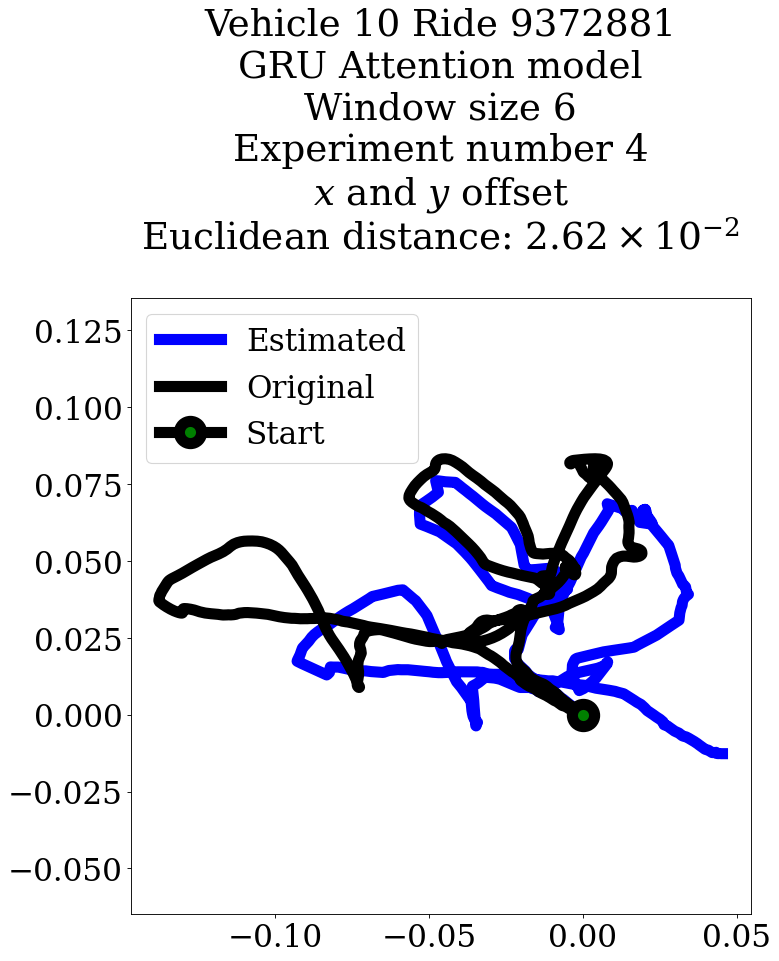 Vehicle 10 Ride 9372881
GRU Attention model
Window size 6
Experiment number 4
x and y offset
Euclidean distance: 2.62 × 10⁻²
Estimated
Original
Start
0.125
0.100
0.075
0.050
0.025
0.000
−0.025
−0.050
−0.10 −0.05 0.00 0.05